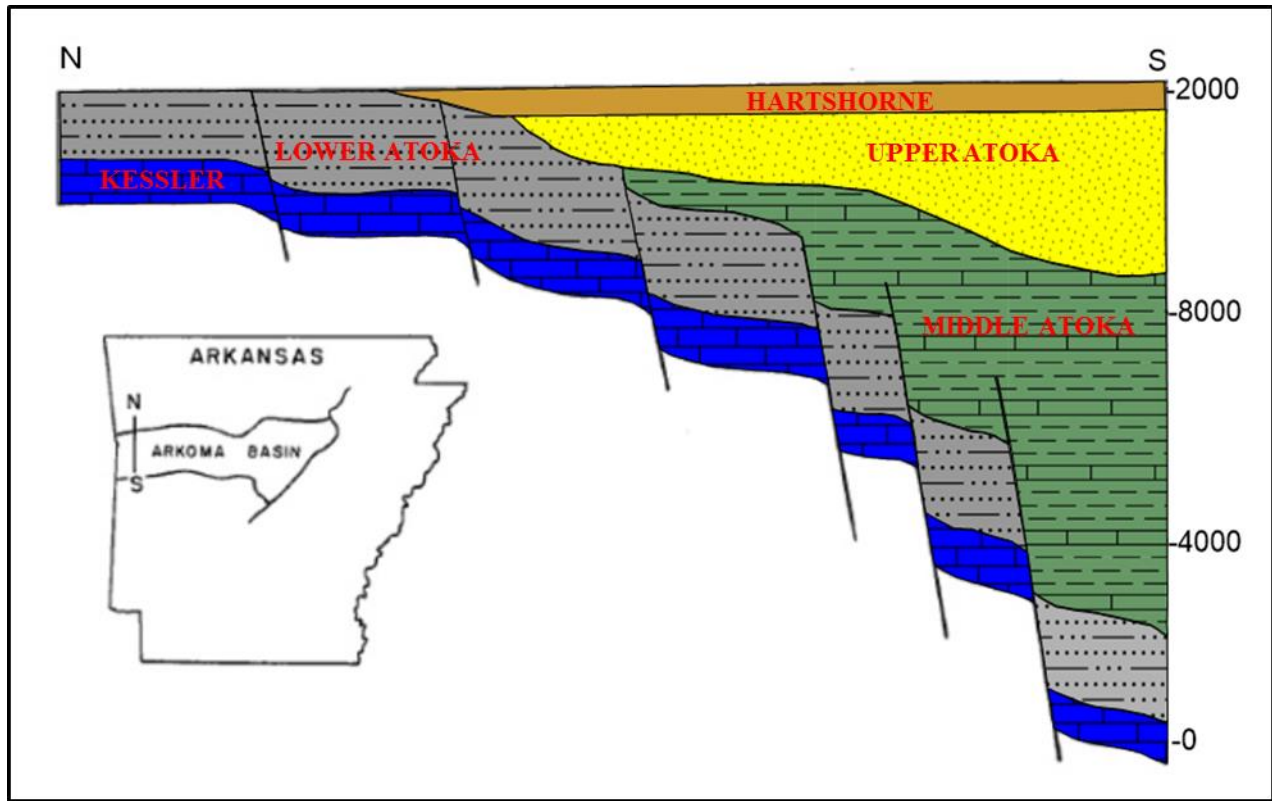 N
S
-2000
HARTSHORNE
LOWER ATOKA
UPPER ATOKA
KESSLER
-8000
MIDDLE ATOKA
ARKANSAS
N
ARKOMA BASIN
S
-4000
-0